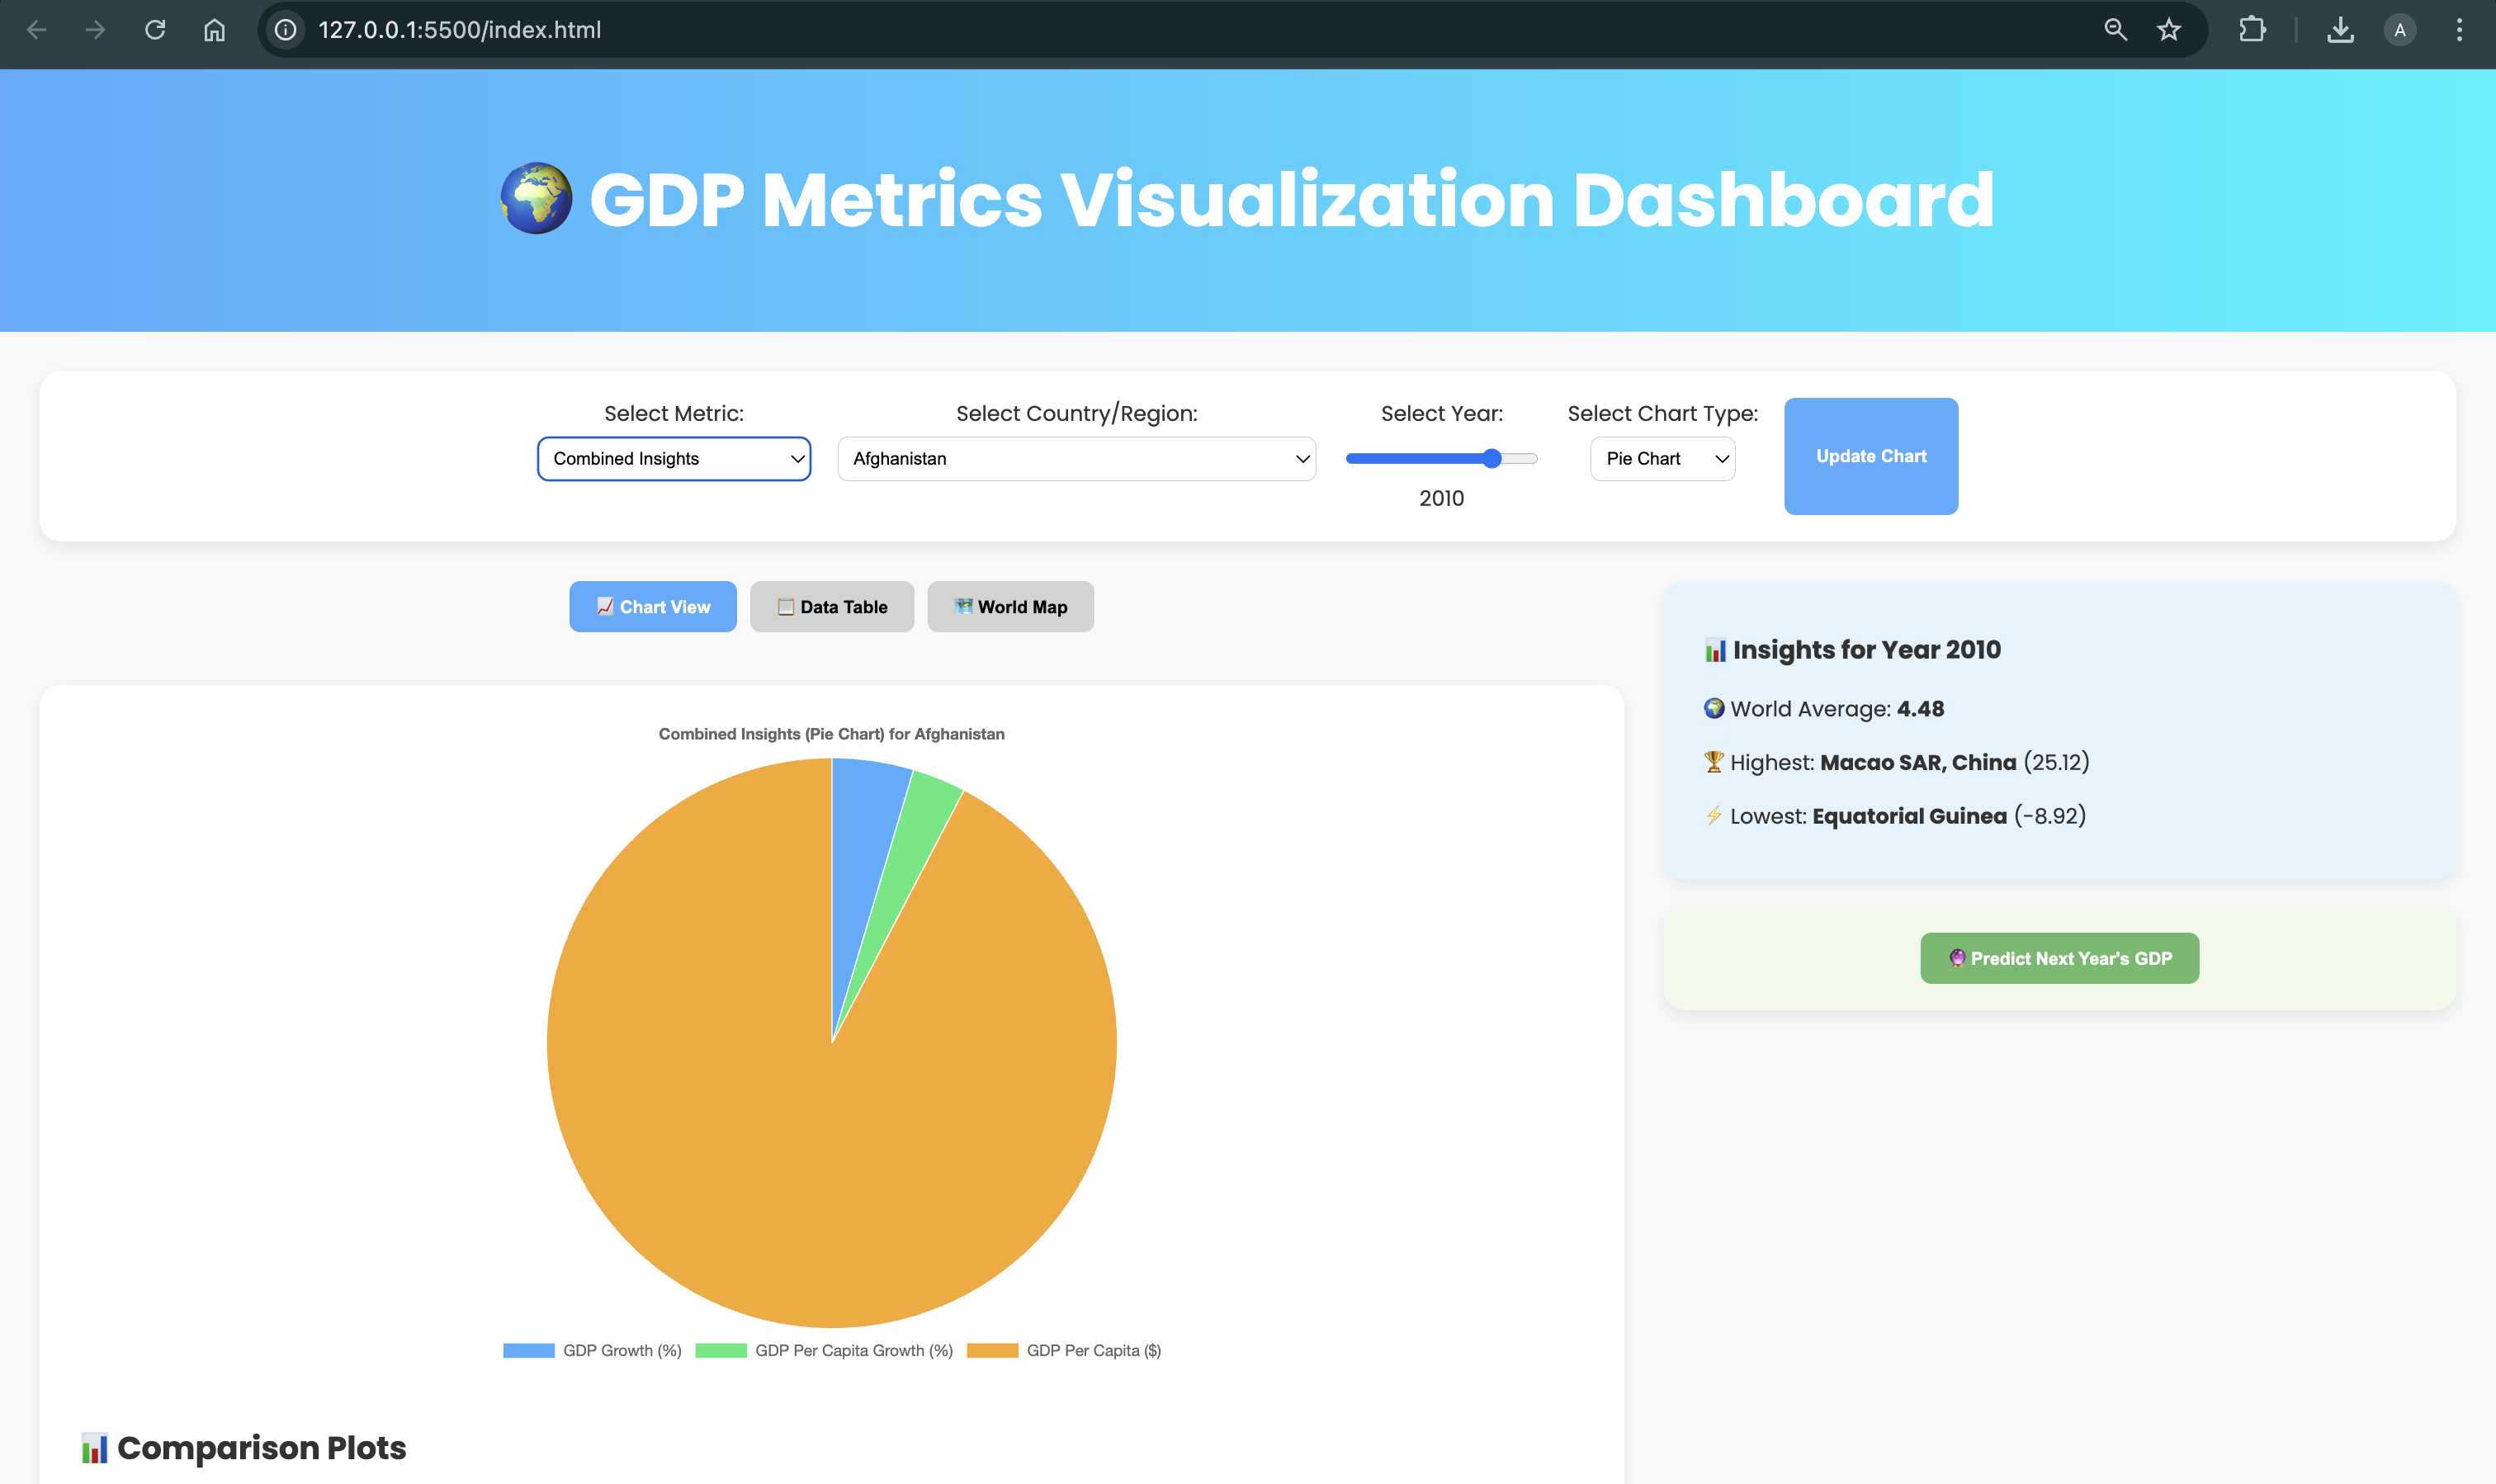 127.0.0.1:5500/index.html
A
🌍 GDP Metrics Visualization Dashboard
Select Metric:
Combined Insights
Select Country/Region:
Afghanistan
Select Year:
2010
Select Chart Type:
Pie Chart
Update Chart
📈 Chart View
📋 Data Table
🗺️ World Map
Combined Insights (Pie Chart) for Afghanistan
GDP Growth (%)
GDP Per Capita Growth (%)
GDP Per Capita ($)
📊 Comparison Plots
📊 Insights for Year 2010
🌍 World Average: 4.48
🏆 Highest: Macao SAR, China (25.12)
⚡ Lowest: Equatorial Guinea (-8.92)
🔮 Predict Next Year's GDP